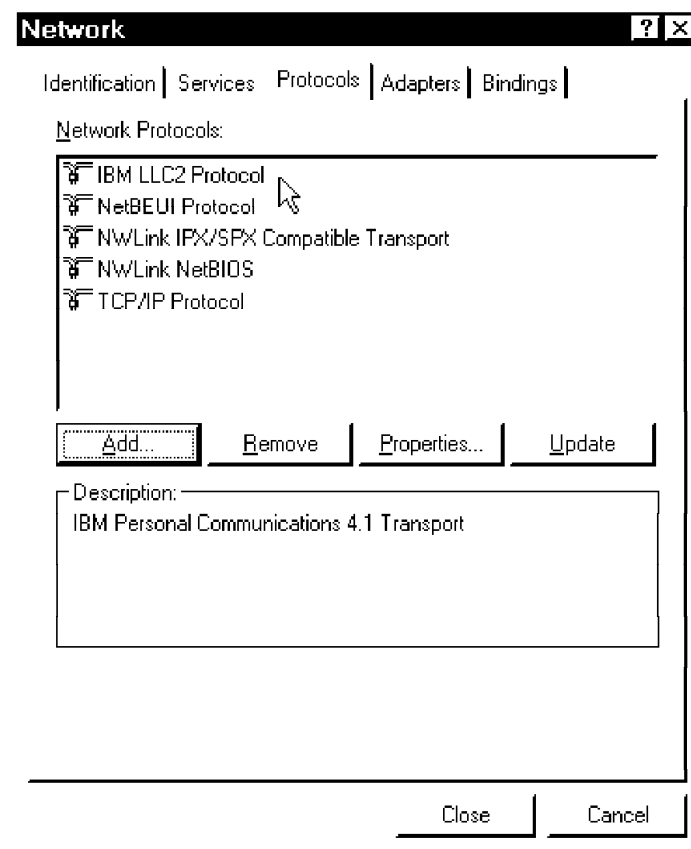 Network
Identification Services Protocols Adapters Bindings
Network Protocols:
IBM LLC2 Protocol
NetBEUI Protocol
NWLink IPX/SPX Compatible Transport
NWLink NetBIOS
TCP/IP Protocol
Add... Remove Properties... Update
Description:
IBM Personal Communications 4.1 Transport
Close Cancel